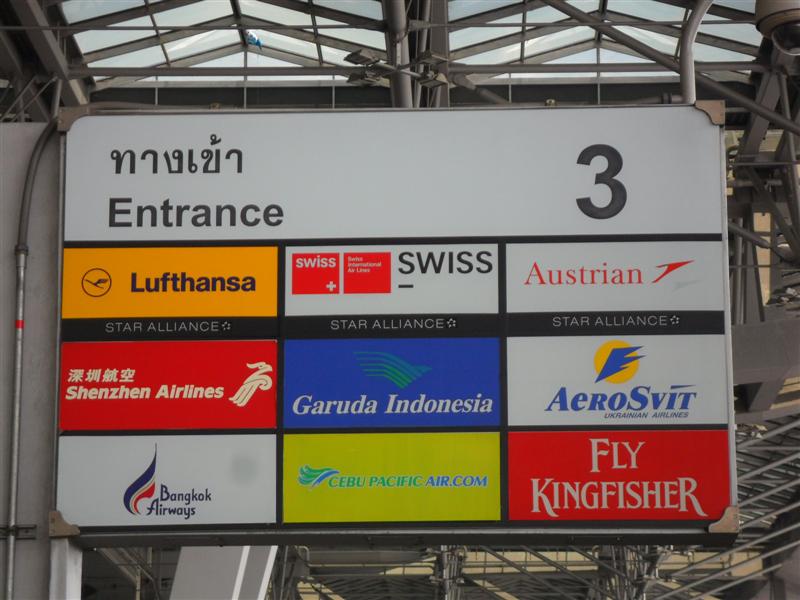 ทางเข้า
Entrance
3
Lufthansa
swiss
Swiss
International
Air Lines
SWISS
Austrian
STAR ALLIANCE
STAR ALLIANCE
STAR ALLIANCE
深圳航空
Shenzhen Airlines
Garuda Indonesia
AEROSVIT
UKRAINIAN AIRLINES
Bangkok
Airways
CEBU PACIFIC AIR.COM
FLY
KINGFISHER